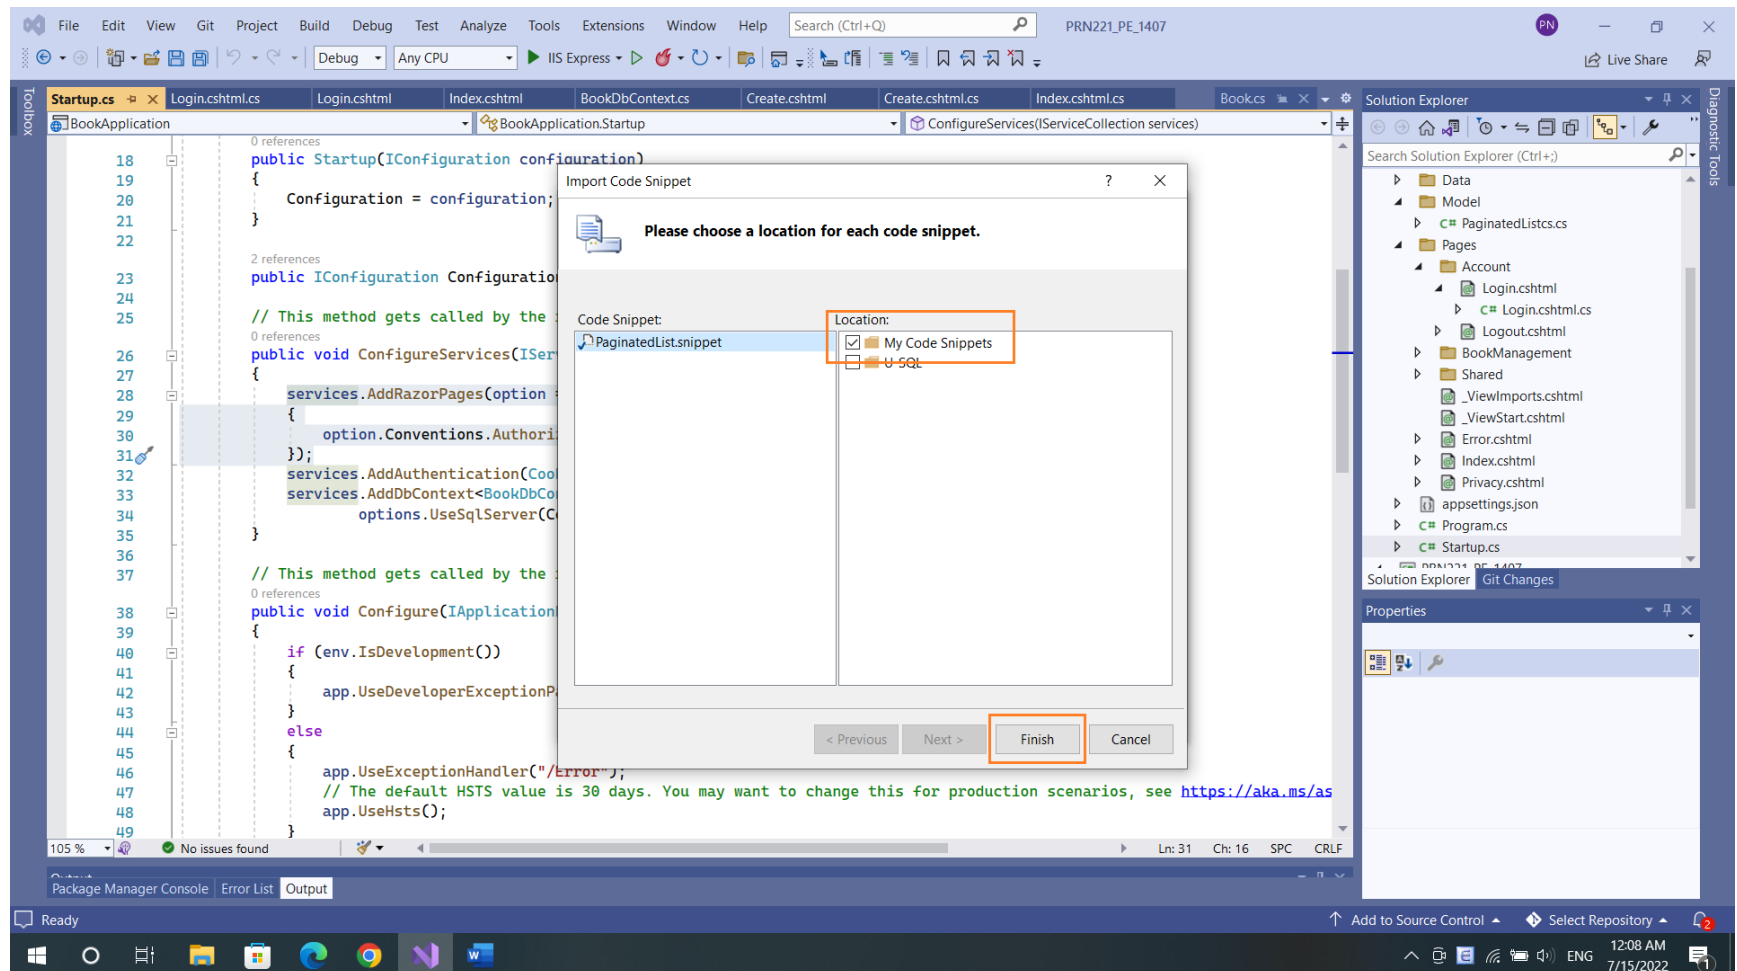 File Edit View Git Project Build Debug Test Analyze Tools Extensions Window Help Search (Ctrl+Q) PRN221_PE_1407 PN
Debug Any CPU IIS Express Live Share
Toolbox
Startup.cs Login.cshtml.cs Login.cshtml Index.cshtml BookDbContext.cs Create.cshtml Create.cshtml.cs Index.cshtml.cs Book.cs
BookApplication BookApplication.Startup ConfigureServices(IServiceCollection services)
0 references
18 public Startup(IConfiguration configuration)
19 {
20 Configuration = configuration;
21 }
22
2 references
23 public IConfiguration Configuration
24
25 // This method gets called by the
0 references
26 public void ConfigureServices(ISer
27 {
28 services.AddRazorPages(option
29 {
30 option.Conventions.Authori
31 });
32 services.AddAuthentication(Coo
33 services.AddDbContext<BookDbCo
34 options.UseSqlServer(C
35 }
36
37 // This method gets called by the
0 references
38 public void Configure(IApplication
39 {
40 if (env.IsDevelopment())
41 {
42 app.UseDeveloperExceptionP
43 }
44 else
45 {
46 app.UseExceptionHandler("/Error");
47 // The default HSTS value is 30 days. You may want to change this for production scenarios, see https://aka.ms/as
48 app.UseHsts();
49 }
105 % No issues found Ln: 31 Ch: 16 SPC CRLF
Import Code Snippet ?
Please choose a location for each code snippet.
Code Snippet: Location:
PaginatedList.snippet My Code Snippets
U-SQL
< Previous Next > Finish Cancel
Solution Explorer
Search Solution Explorer (Ctrl+;)
Data
Model
C# PaginatedListcs.cs
Pages
Account
Login.cshtml
C# Login.cshtml.cs
Logout.cshtml
BookManagement
Shared
_ViewImports.cshtml
_ViewStart.cshtml
Error.cshtml
Index.cshtml
Privacy.cshtml
appsettings.json
C# Program.cs
C# Startup.cs
PRN221_PE_1407
Solution Explorer Git Changes
Properties
Diagnostic Tools
Output
Package Manager Console Error List Output
Ready Add to Source Control Select Repository 2
ENG 12:08 AM
7/15/2022 1